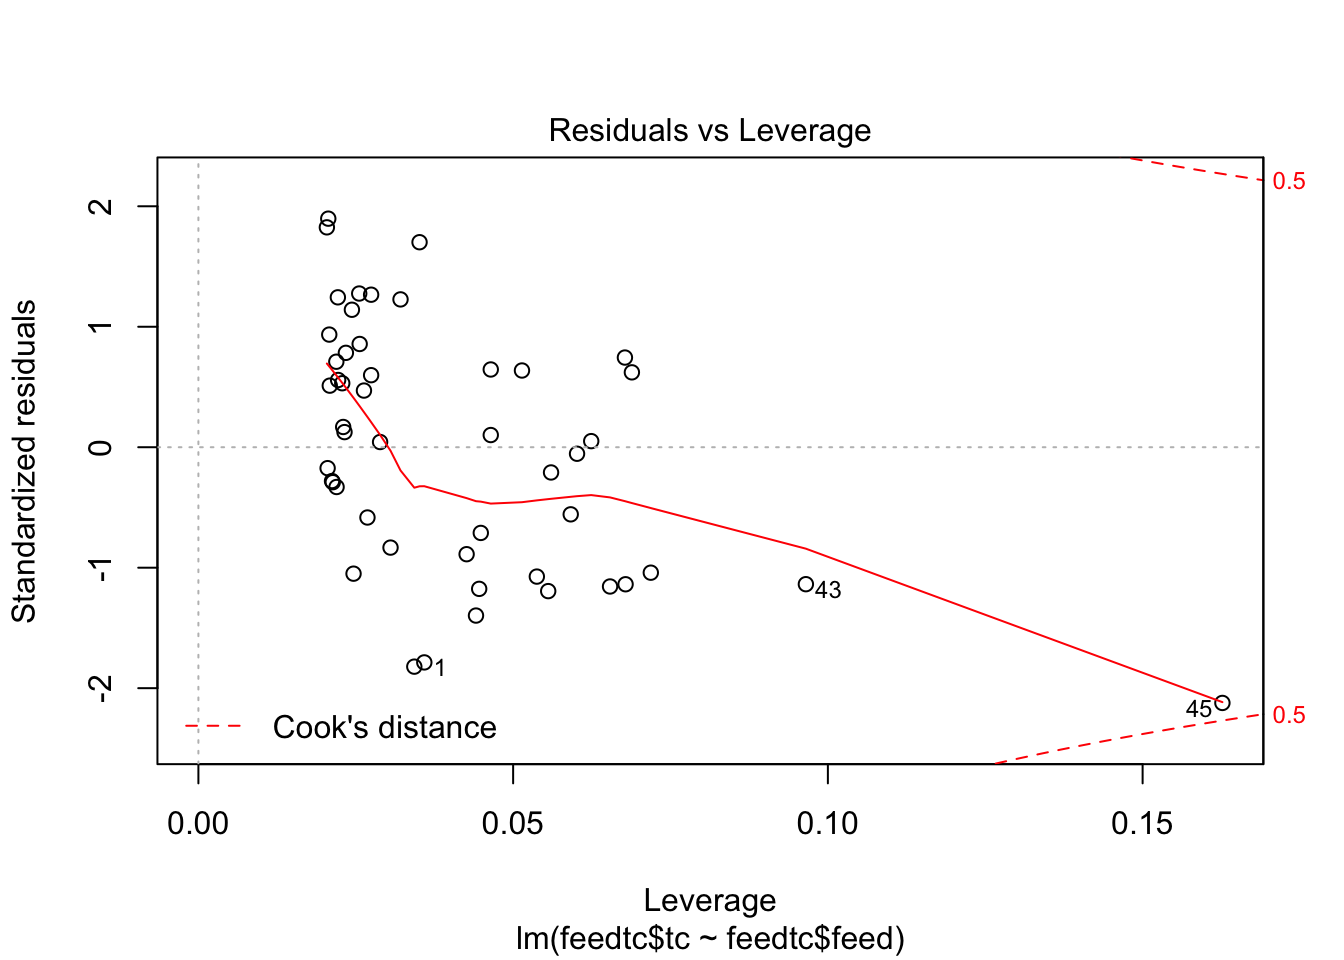 Residuals vs Leverage
Standardized residuals
2
1
0
-1
-2
0.5
0.5
43
1
45
Cook's distance
0.00
0.05
0.10
0.15
Leverage
lm(feedtc$tc ~ feedtc$feed)